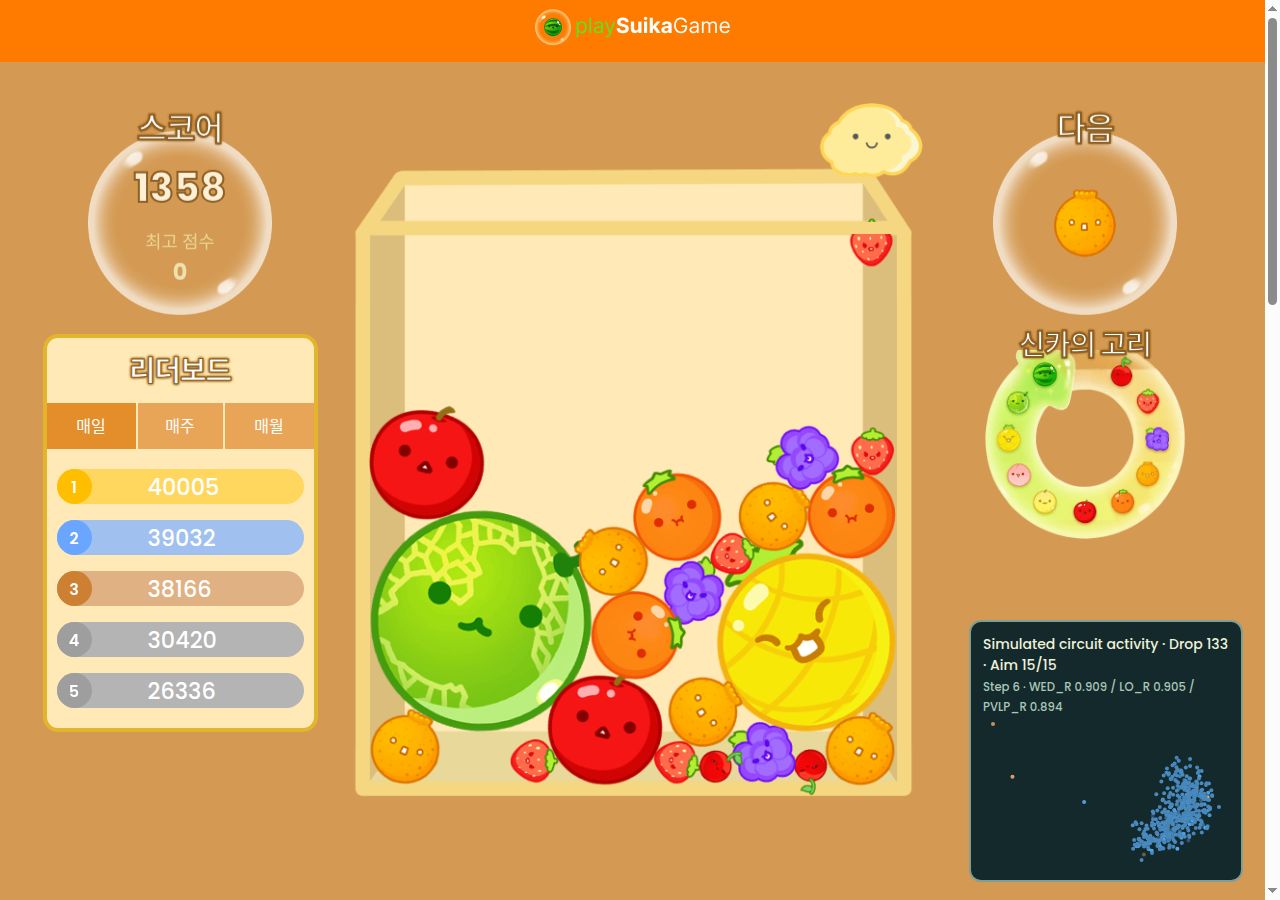 playSuikaGame
스코어
1358
최고 점수
0
다음
신카의 고리
리더보드
매일 매주 매월
1 40005
2 39032
3 38166
4 30420
5 26336
Simulated circuit activity · Drop 133
· Aim 15/15
Step 6 · WED_R 0.909 / LO_R 0.905 /
PVLP_R 0.894